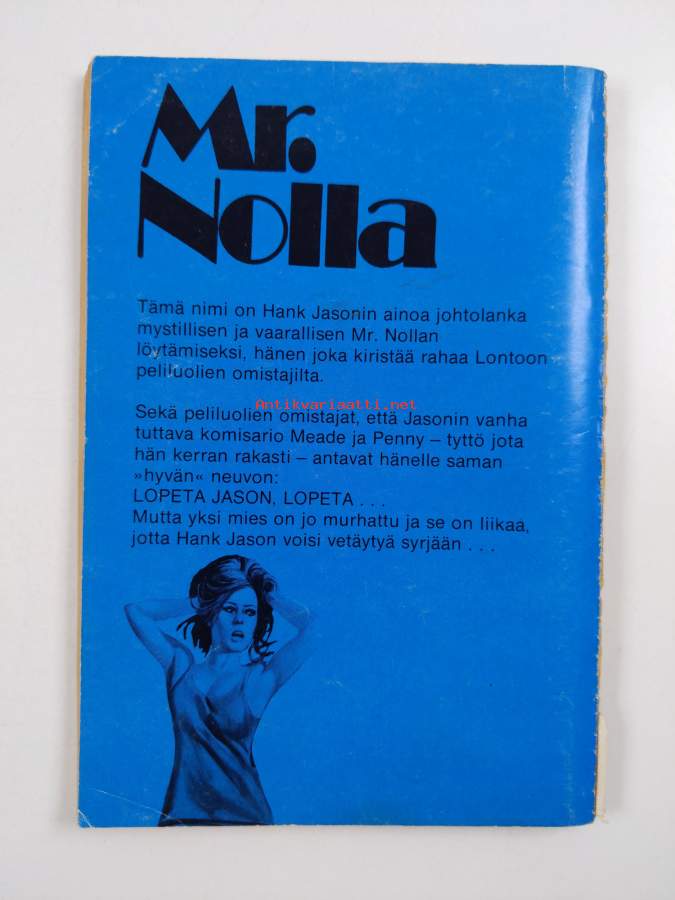 Mr.
Nolla
Tämä nimi on Hank Jasonin ainoa johtolanka
mystillisen ja vaarallisen Mr. Nollan
löytämiseksi, hänen joka kiristää rahaa Lontoon
peliluolien omistajilta.
Antikvariaatti.net
Sekä peliluolien omistajat, että Jasonin vanha
tuttava komisario Meade ja Penny – tyttö jota
hän kerran rakasti – antavat hänelle saman
»hyvän« neuvon:
LOPETA JASON, LOPETA . . .
Mutta yksi mies on jo murhattu ja se on liikaa,
jotta Hank Jason voisi vetäytyä syrjään . . .